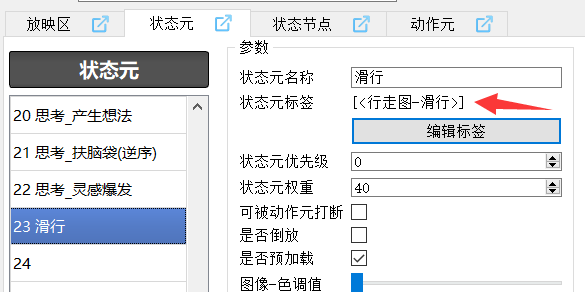 放映区 状态元 状态节点 动作元
状态元
20 思考_产生想法
21 思考_扶脑袋(逆序)
22 思考_灵感爆发
23 滑行
24
参数
状态元名称 滑行
状态元标签 [<行走图-滑行>]
编辑标签
状态元优先级 0
状态元权重 40
可被动作元打断
是否倒放
是否预加载
图像-色调值